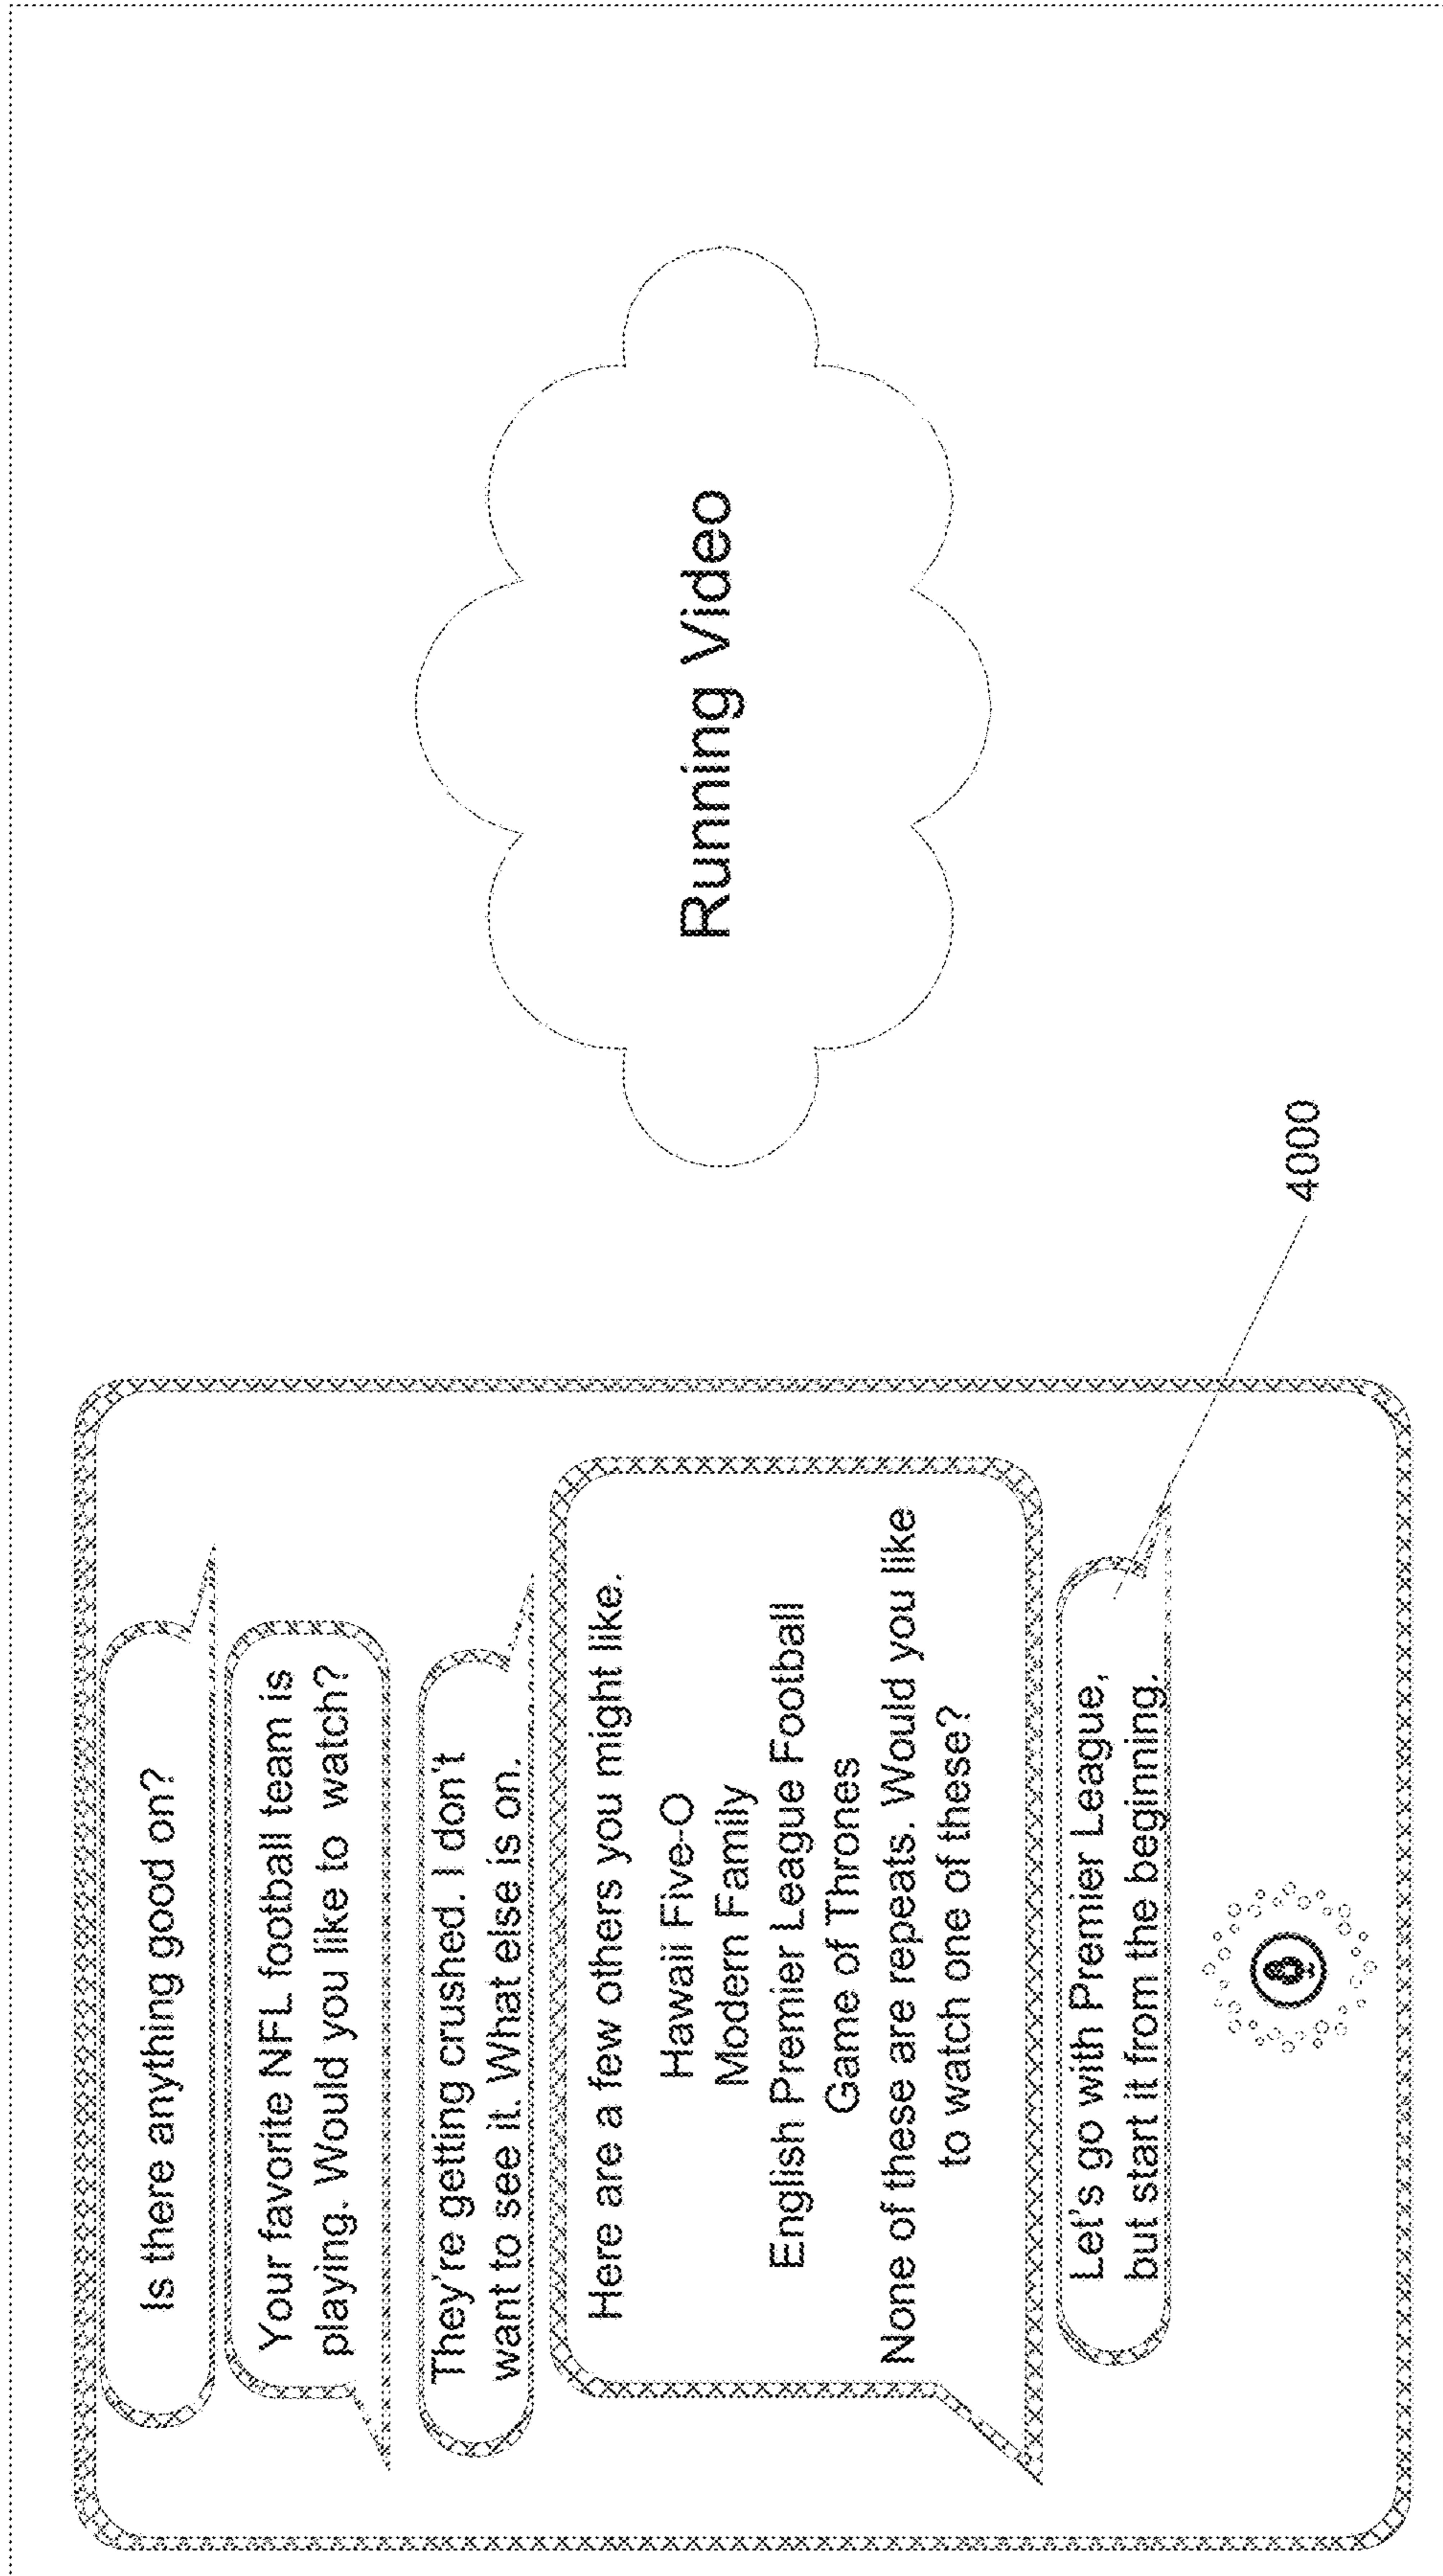 Is there anything good on?
Your favorite NFL football team is
playing. Would you like to watch?
They're getting crushed. I don't
want to see it. What else is on.
Here are a few others you might like.
Hawaii Five-O
Modern Family
English Premier League Football
Game of Thrones
None of these are repeats. Would you like
to watch one of these?
Let's go with Premier League,
but start it from the beginning.
4000
Running Video